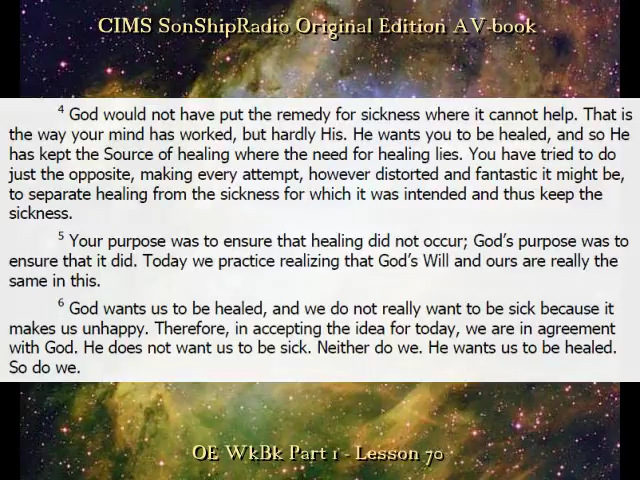 CIMS SonShipRadio Original Edition AV-book
4 God would not have put the remedy for sickness where it cannot help. That is
the way your mind has worked, but hardly His. He wants you to be healed, and so He
has kept the Source of healing where the need for healing lies. You have tried to do
just the opposite, making every attempt, however distorted and fantastic it might be,
to separate healing from the sickness for which it was intended and thus keep the
sickness.
5 Your purpose was to ensure that healing did not occur; God's purpose was to
ensure that it did. Today we practice realizing that God's Will and ours are really the
same in this.
6 God wants us to be healed, and we do not really want to be sick because it
makes us unhappy. Therefore, in accepting the idea for today, we are in agreement
with God. He does not want us to be sick. Neither do we. He wants us to be healed.
So do we.
OE WkBk Part 1 - Lesson 70